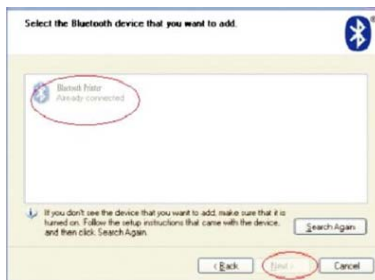 Select the Bluetooth device that you want to add.
Bluetooth Printer
Already connected
If you don't see the device that you want to add, make sure that it is
turned on. Follow the setup instructions that came with the device,
and then click Search Again.
Search Again
< Back
Next >
Cancel